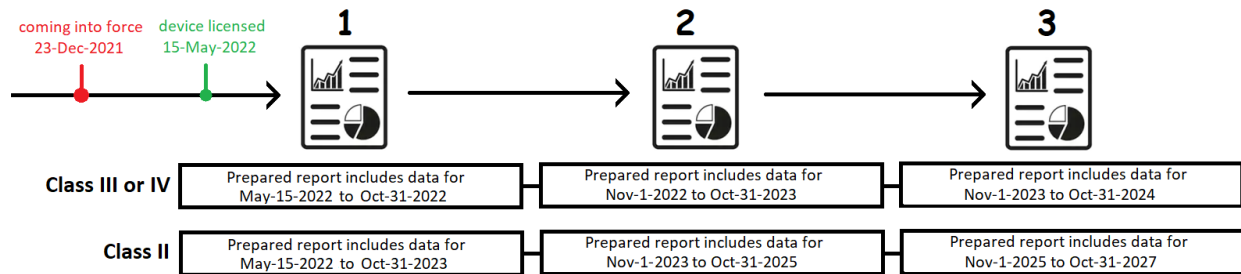 coming into force
23-Dec-2021
device licensed
15-May-2022
1
2
3
Class III or IV
Prepared report includes data for
May-15-2022 to Oct-31-2022
Prepared report includes data for
Nov-1-2022 to Oct-31-2023
Prepared report includes data for
Nov-1-2023 to Oct-31-2024
Class II
Prepared report includes data for
May-15-2022 to Oct-31-2023
Prepared report includes data for
Nov-1-2023 to Oct-31-2025
Prepared report includes data for
Nov-1-2025 to Oct-31-2027